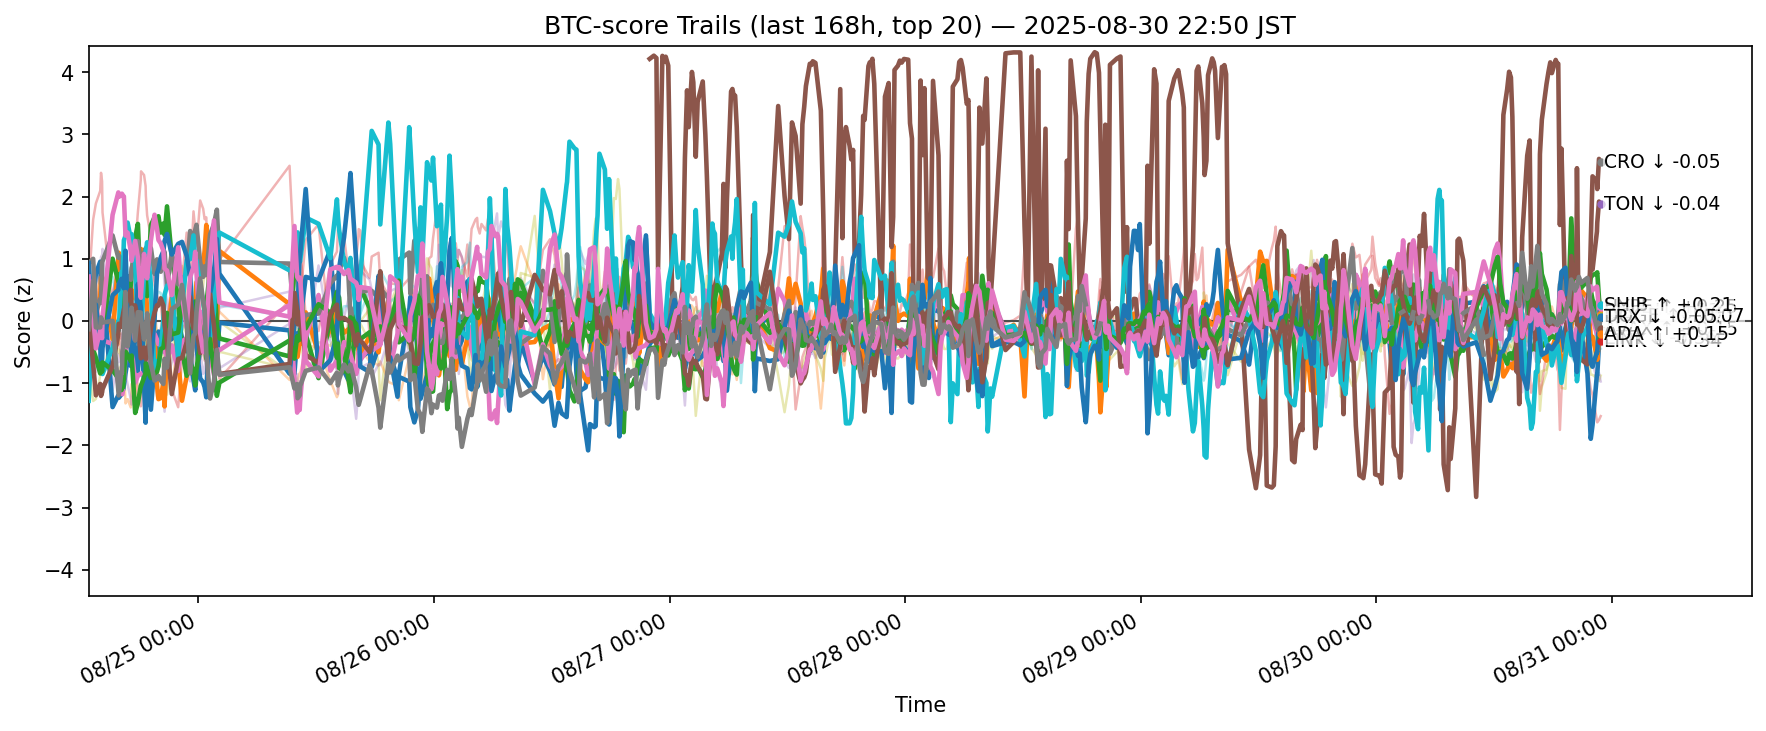 BTC-score Trails (last 168h, top 20) — 2025-08-30 22:50 JST
Score (z)
4
3
2
1
0
−1
−2
−3
−4
CRO ↓ -0.05
TON ↓ -0.04
SHIB ↑ +0.21
TRX ↓ -0.05
ADA ↑ +0.15
LINK ↓ -0.34
08/25 00:00
08/26 00:00
08/27 00:00
08/28 00:00
08/29 00:00
08/30 00:00
08/31 00:00
Time